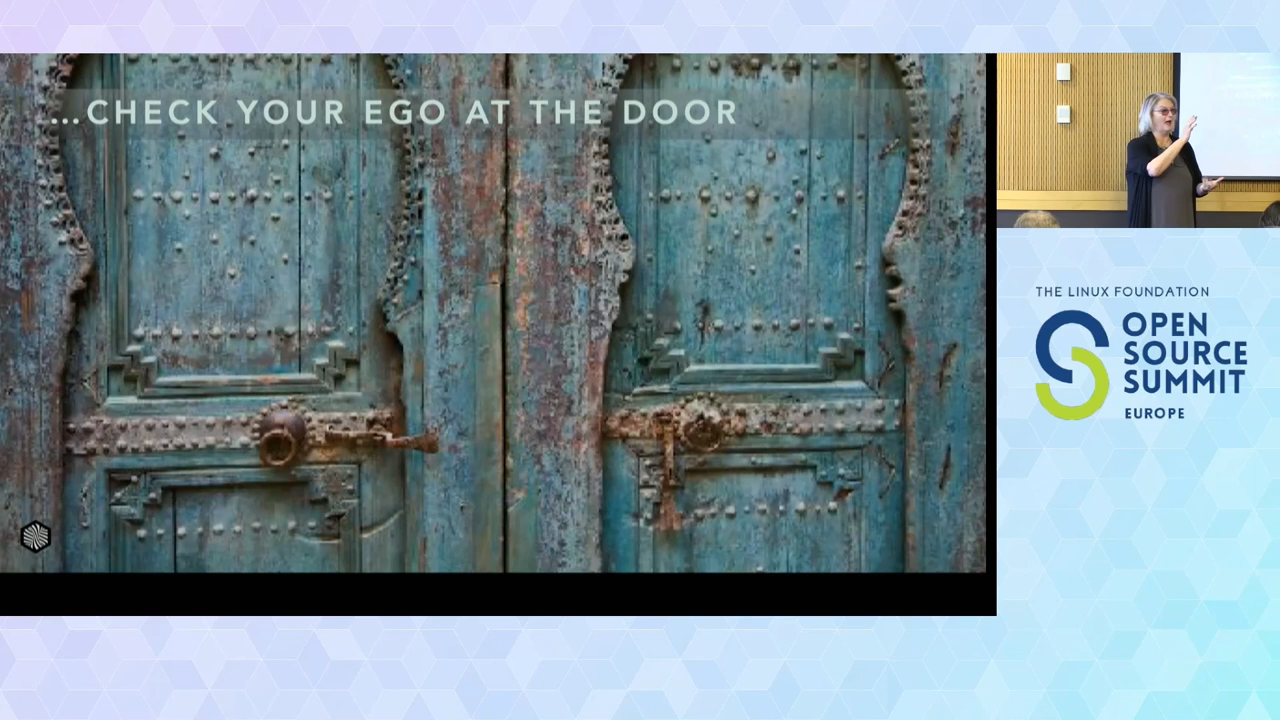 ...CHECK YOUR EGO AT THE DOOR
THE LINUX FOUNDATION
OPEN
SOURCE
SUMMIT
EUROPE